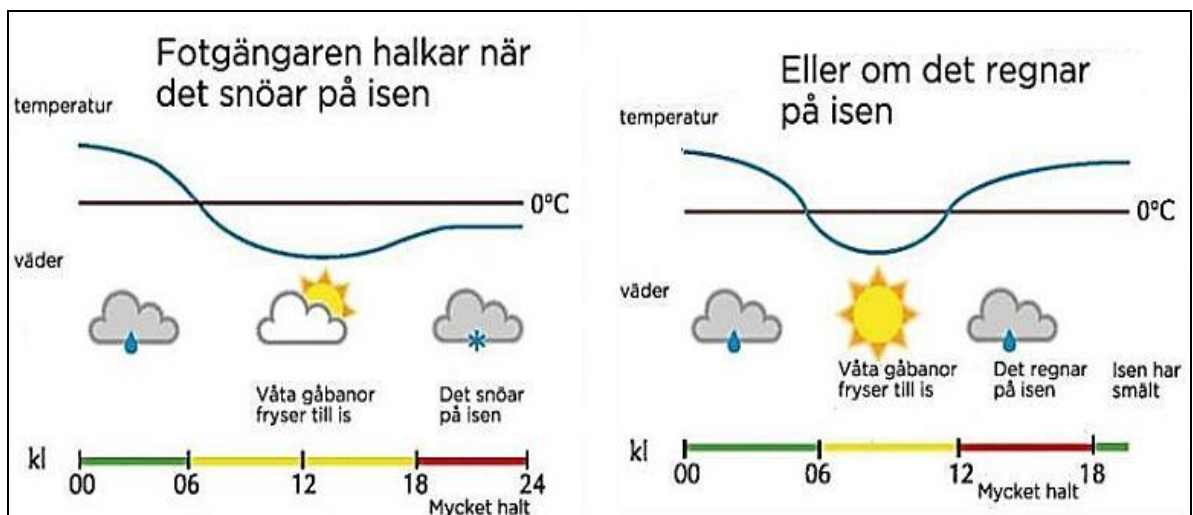 Fotgängaren halkar när
det snöar på isen
temperatur
0°C
väder
Våta gåbanor
fryser till is
Det snöar
på isen
kl
00 06 12 18 24
Mycket halt
Eller om det regnar
på isen
temperatur
0°C
väder
Våta gåbanor
fryser till is
Det regnar
på isen
Isen har
smält
kl
00 06 12 18
Mycket halt